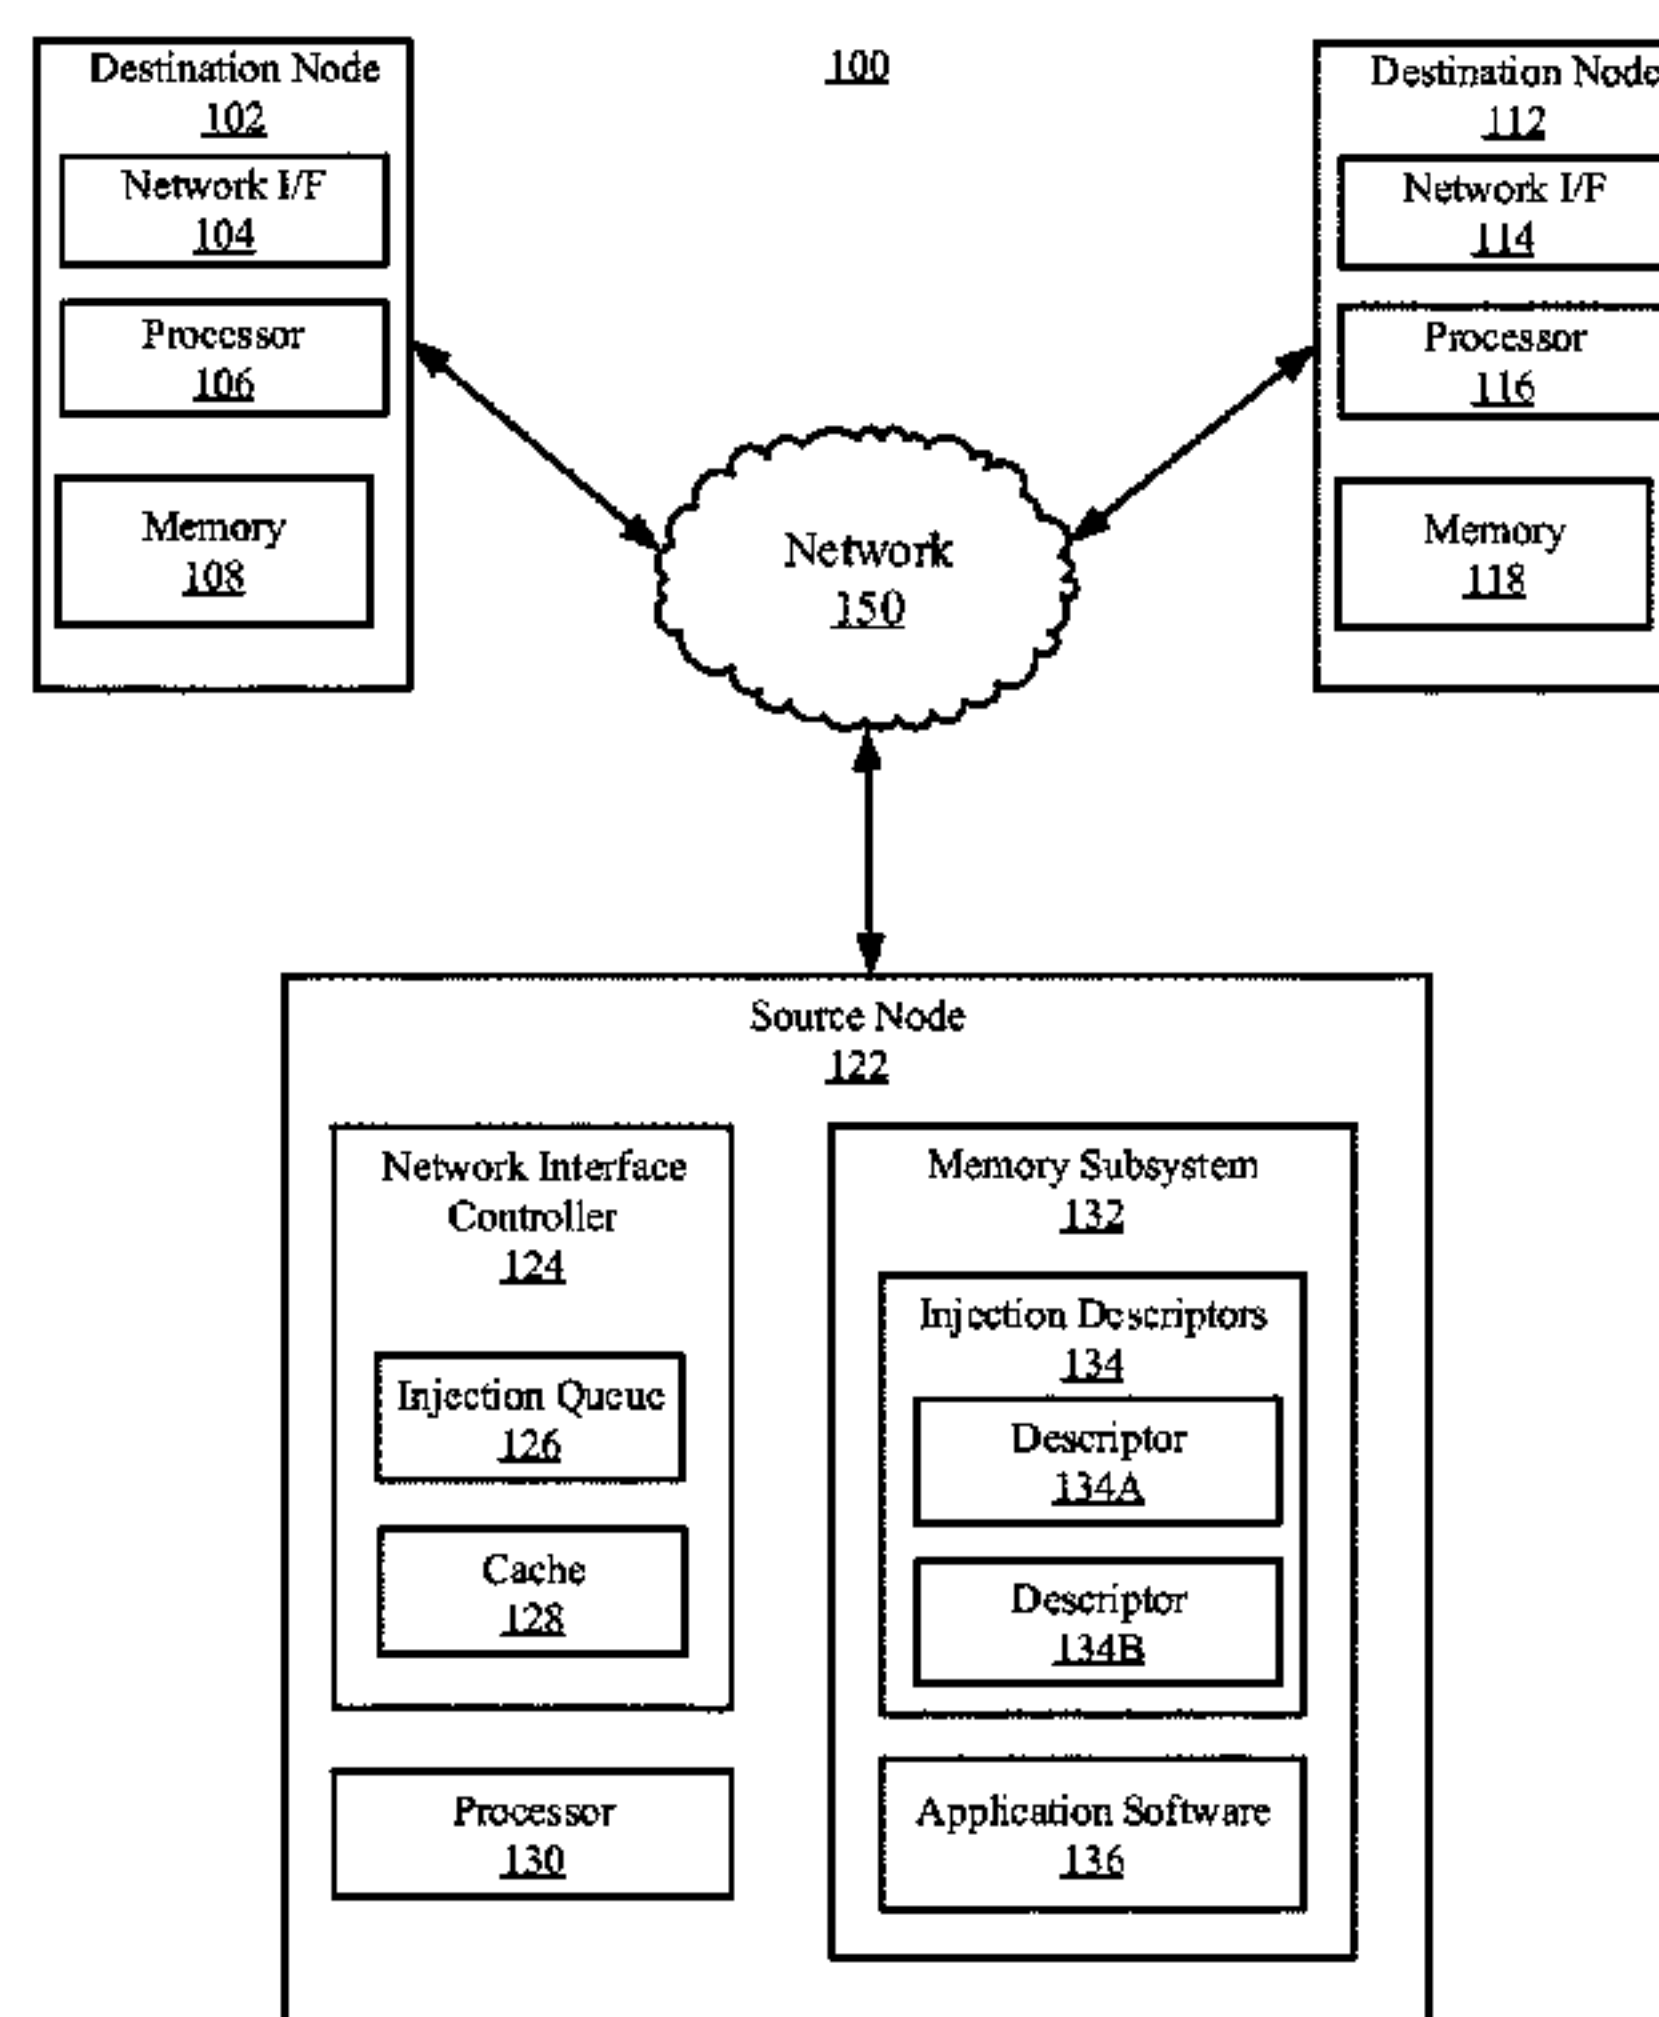 100
Destination Node
102
Network I/F
104
Processor
106
Memory
108
Destination Node
112
Network I/F
114
Processor
116
Memory
118
Network
150
Source Node
122
Network Interface
Controller
124
Injection Queue
126
Cache
128
Processor
130
Memory Subsystem
132
Injection Descriptors
134
Descriptor
134A
Descriptor
134B
Application Software
136